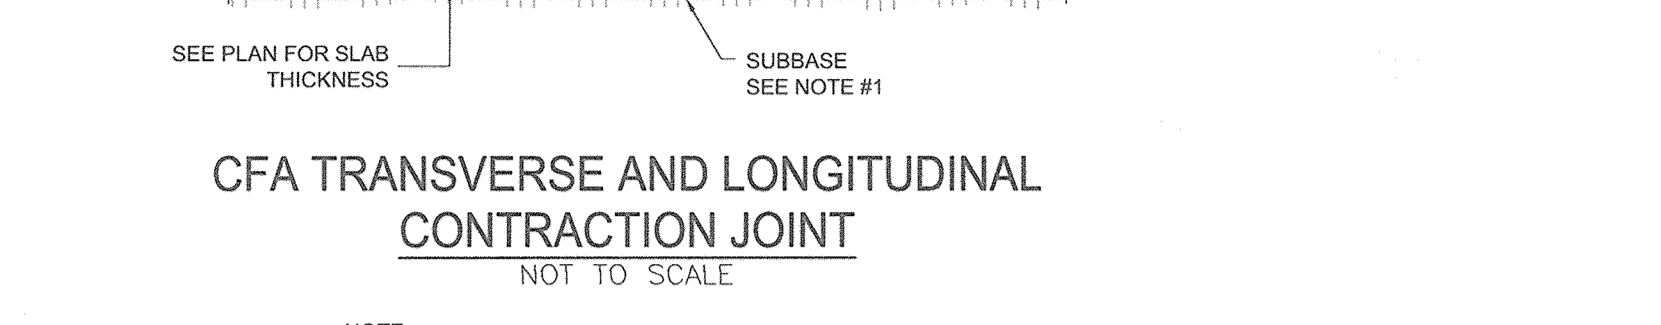 SEE PLAN FOR SLAB
THICKNESS
SUBBASE
SEE NOTE #1
CFA TRANSVERSE AND LONGITUDINAL
CONTRACTION JOINT
NOT TO SCALE